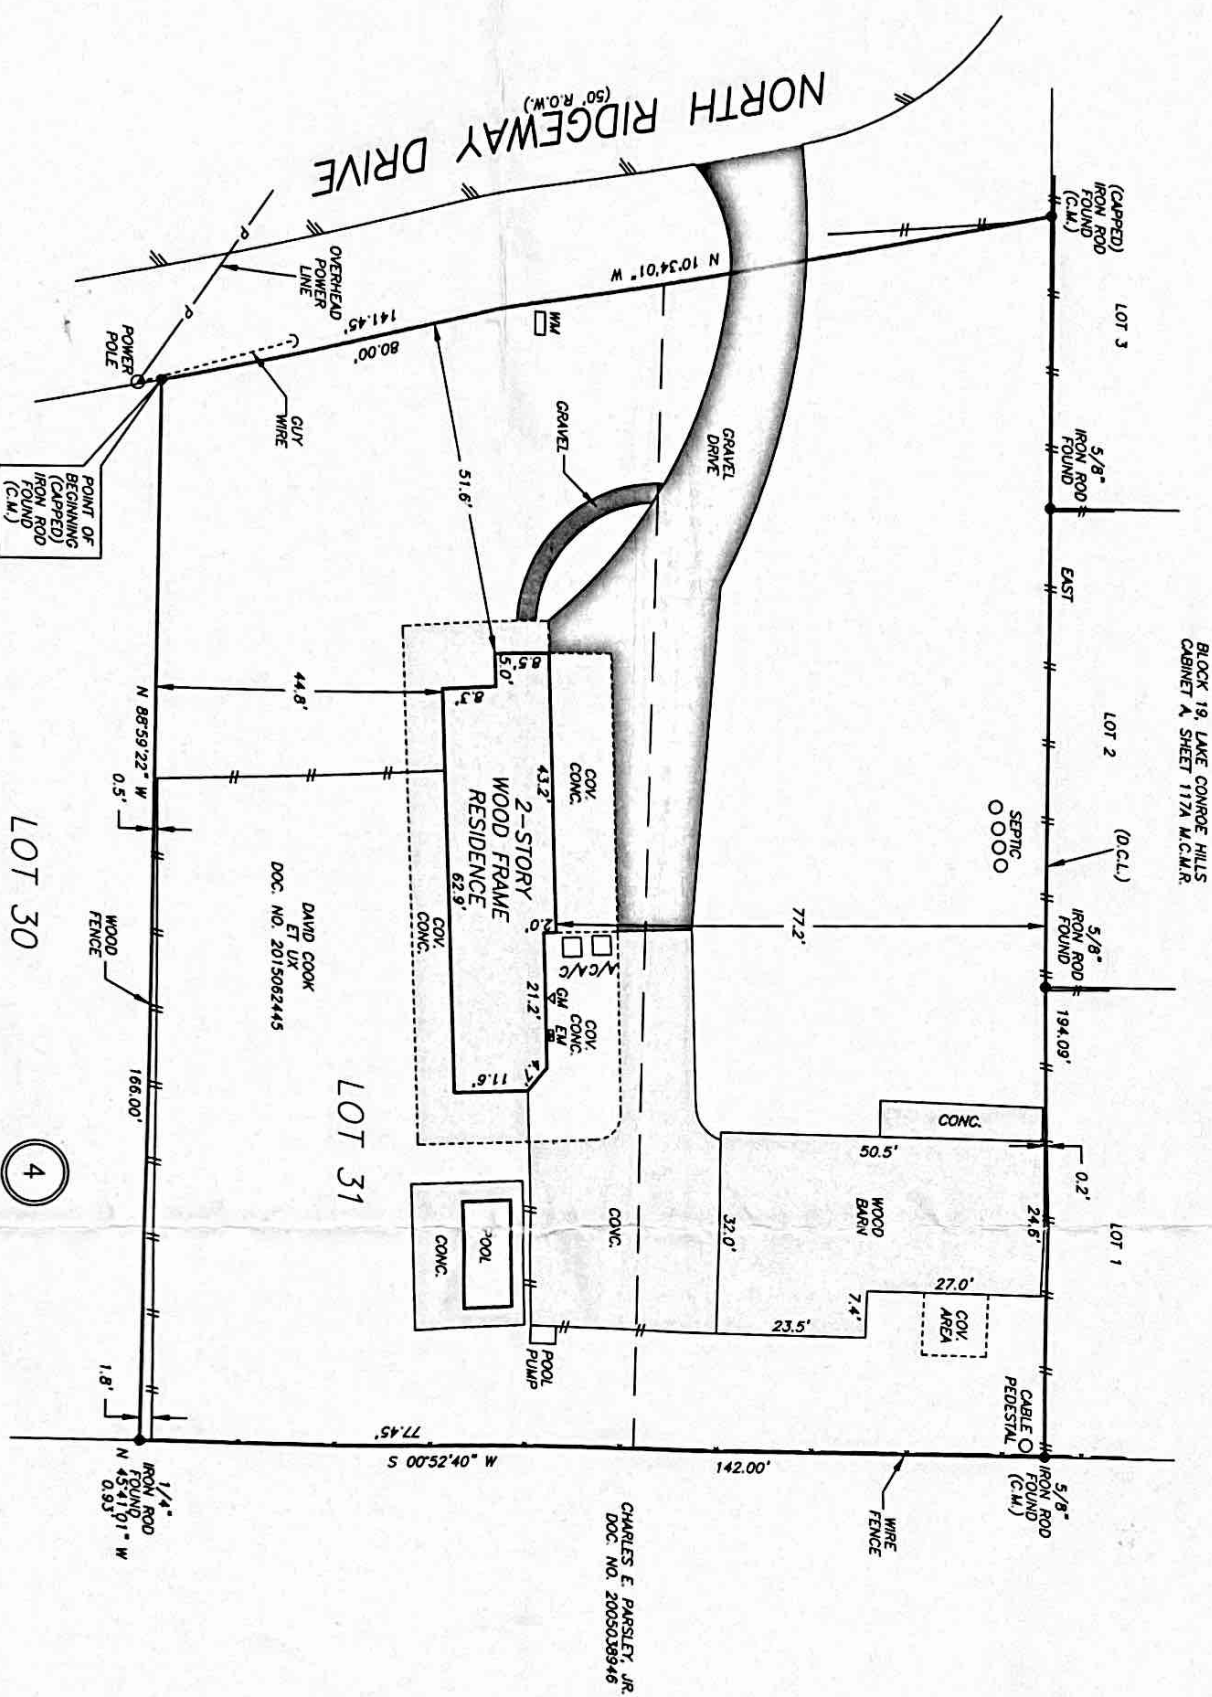 BLOCK 19, LAKE CONROE HILLS
CABINET A, SHEET 117A M.C.M.R.
LOT 3
LOT 2
(D.C.L.)
LOT 1
(CAPPED)
IRON ROD
FOUND
(C.M.)
5/8"
IRON ROD
FOUND
EAST
5/8"
IRON ROD
FOUND
194.09'
5/8"
IRON ROD
FOUND
(C.M.)
SEPTIC
CABLE
PEDESTAL
0.2'
24.6'
CONC.
50.5'
WOOD
BARN
32.0'
27.0'
7.4'
23.5'
COV.
AREA
WIRE
FENCE
142.00'
S 00°52'40" W
77.45'
CHARLES E. PARSLEY, JR.
DOC. NO. 2005038946
NORTH RIDGEWAY DRIVE
(50' R.O.W.)
N 10°34'01" W
141.45'
80.00'
WM
GRAVEL
DRIVE
GRAVEL
OVERHEAD
POWER
LINE
P
P
POWER
POLE
GUY
WIRE
POINT OF
BEGINNING
(CAPPED)
IRON ROD
FOUND
(C.M.)
51.6'
44.8'
77.2'
8.5'
5.0'
8.3'
43.2'
COV.
CONC.
2-STORY
WOOD FRAME
RESIDENCE
62.9'
2.0'
A/C
A/C
GM
EM
21.2'
COV.
CONC.
4.7'
11.6'
COV.
CONC.
CONC.
POOL
CONC.
POOL
PUMP
N 88°59'22" W
0.5'
WOOD
FENCE
166.00'
1.8'
1/4"
IRON ROD
FOUND
N 45°41'01" W
0.93'
DAVID COOK
ET UX
DOC. NO. 2015062445
LOT 31
LOT 30
4